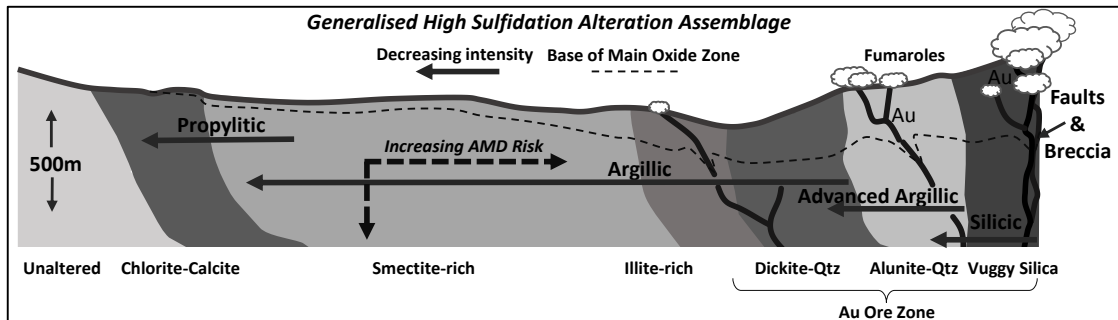 Generalised High Sulfidation Alteration Assemblage
Decreasing intensity
Base of Main Oxide Zone
Fumaroles
Au
Au
Faults
&
Breccia
Propylitic
500m
Increasing AMD Risk
Argillic
Advanced Argillic
Silicic
Unaltered
Chlorite-Calcite
Smectite-rich
Illite-rich
Dickite-Qtz
Alunite-Qtz
Vuggy Silica
Au Ore Zone